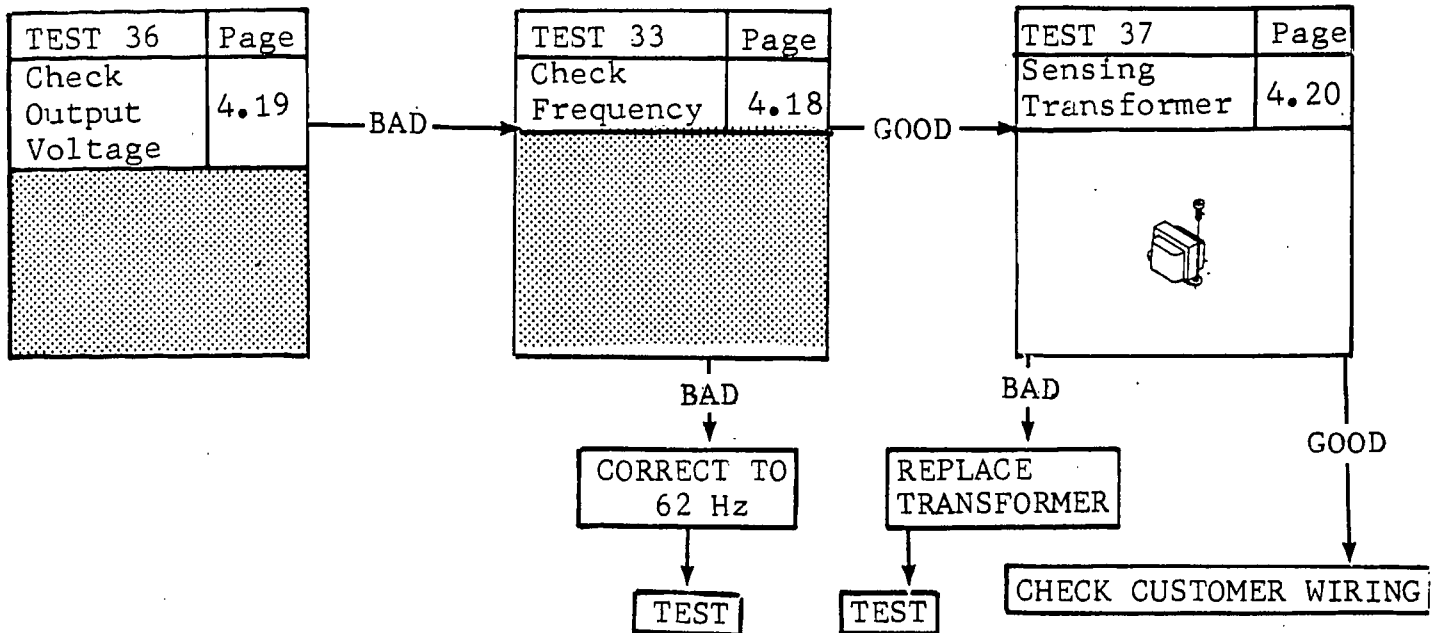 TEST 36 Page
Check
Output
Voltage
4.19
BAD
TEST 33 Page
Check
Frequency
4.18
GOOD
TEST 37 Page
Sensing
Transformer
4.20
BAD
CORRECT TO
62 Hz
TEST
BAD
REPLACE
TRANSFORMER
TEST
GOOD
CHECK CUSTOMER WIRING